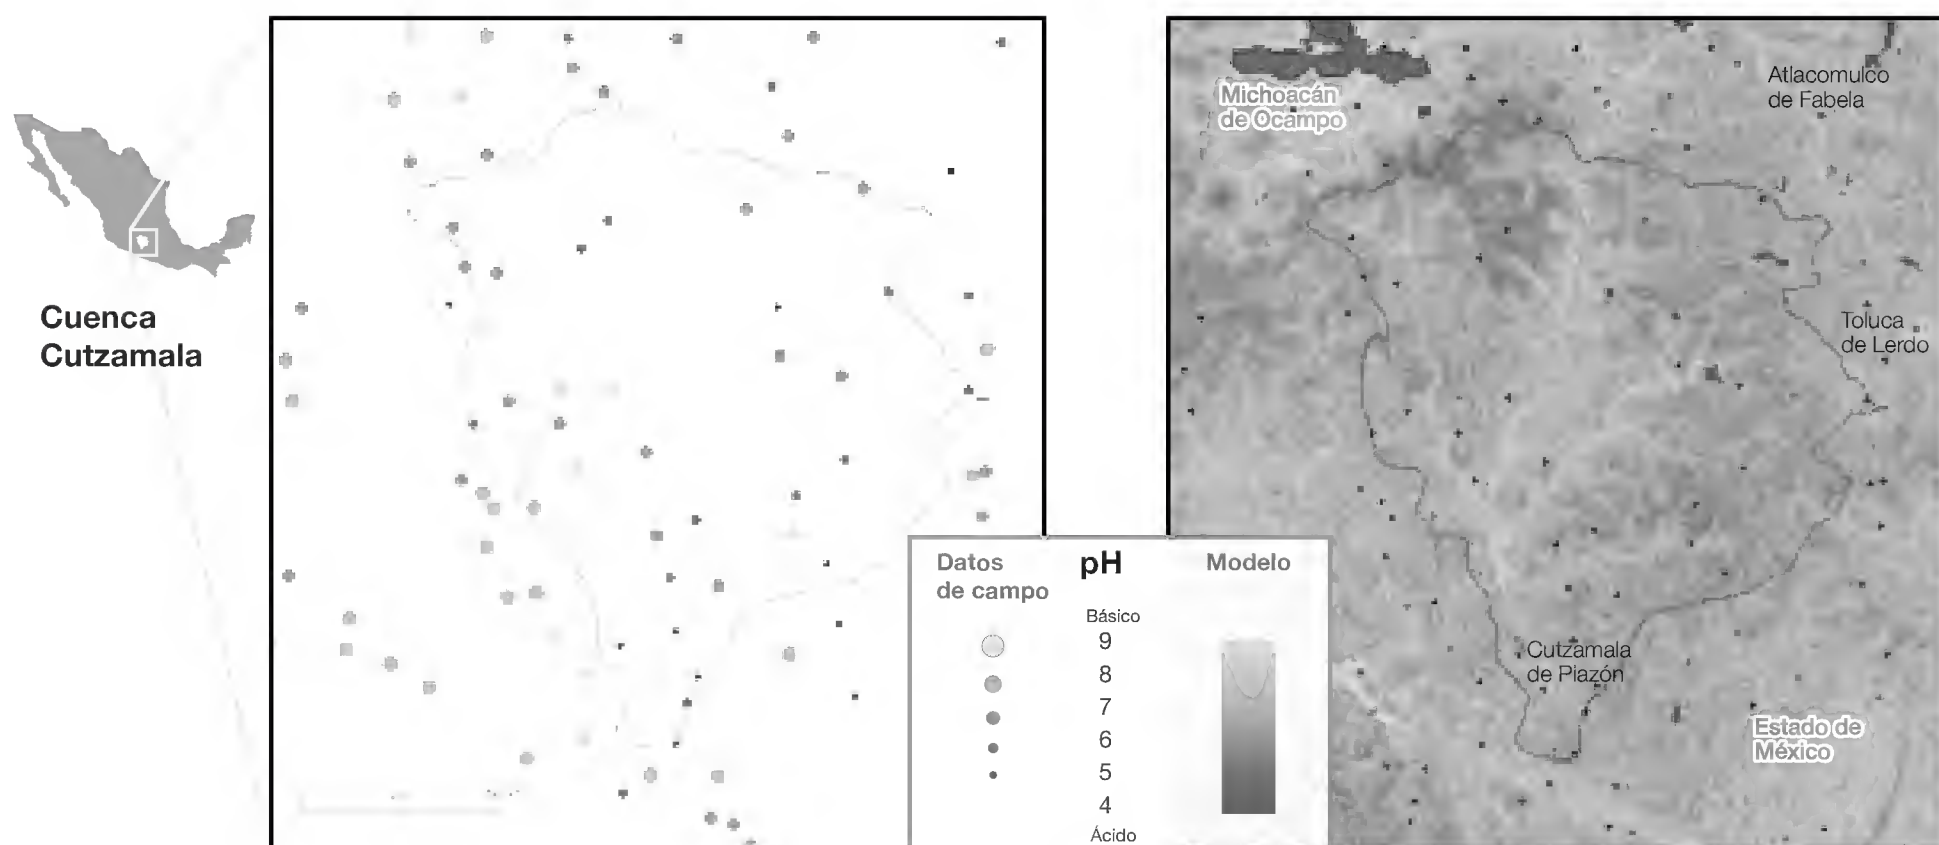 Cuenca
Cutzamala
Michoacán
de Ocampo
Atlacomulco
de Fabela
Toluca
de Lerdo
Cutzamala
de Piazón
Estado de
México
Datos
de campo
pH
Modelo
Básico
9
8
7
6
5
4
Ácido